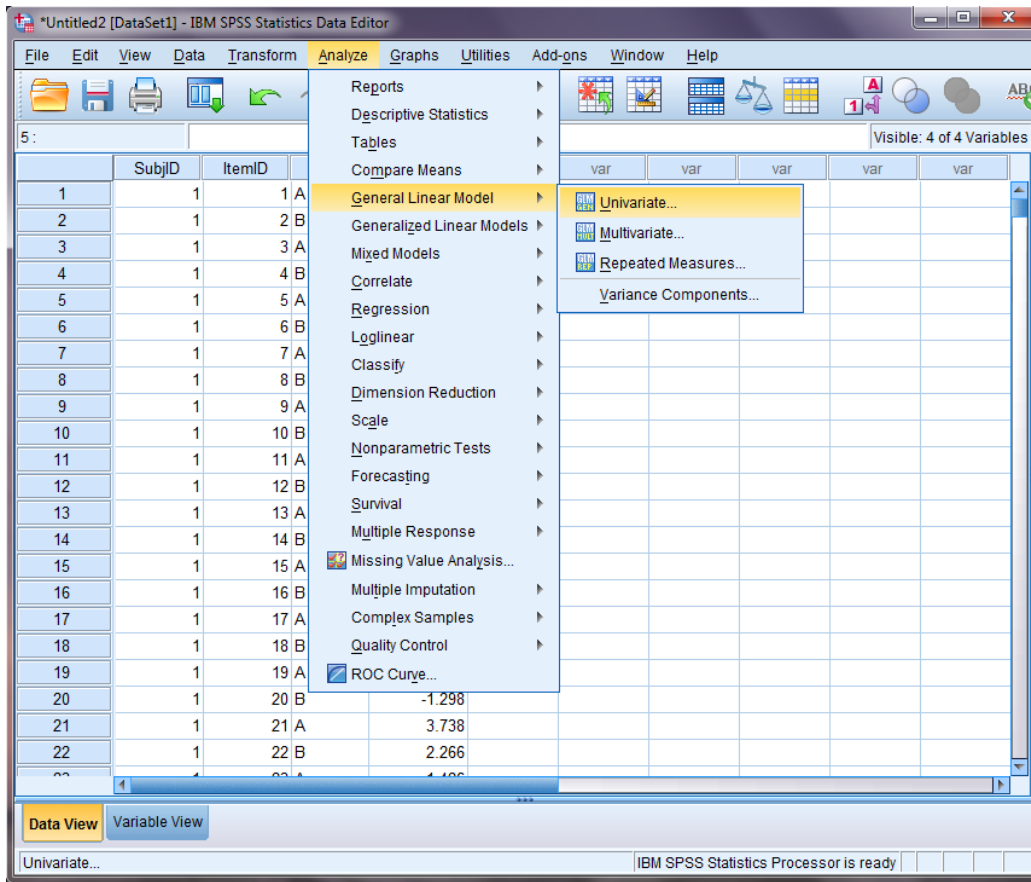 *Untitled2 [DataSet1] - IBM SPSS Statistics Data Editor
File Edit View Data Transform Analyze Graphs Utilities Add-ons Window Help
5 :
Visible: 4 of 4 Variables
SubjID ItemID var var var var var
1 1 1 A
2 1 2 B
3 1 3 A
4 1 4 B
5 1 5 A
6 1 6 B
7 1 7 A
8 1 8 B
9 1 9 A
10 1 10 B
11 1 11 A
12 1 12 B
13 1 13 A
14 1 14 B
15 1 15 A
16 1 16 B
17 1 17 A
18 1 18 B
19 1 19 A
20 1 20 B -1.298
21 1 21 A 3.738
22 1 22 B 2.266
Reports
Descriptive Statistics
Tables
Compare Means
General Linear Model
Generalized Linear Models
Mixed Models
Correlate
Regression
Loglinear
Classify
Dimension Reduction
Scale
Nonparametric Tests
Forecasting
Survival
Multiple Response
Missing Value Analysis...
Multiple Imputation
Complex Samples
Quality Control
ROC Curve...
GLM GEN Univariate...
GLM MULT Multivariate...
GLM REP Repeated Measures...
Variance Components...
Data View Variable View
Univariate...
IBM SPSS Statistics Processor is ready